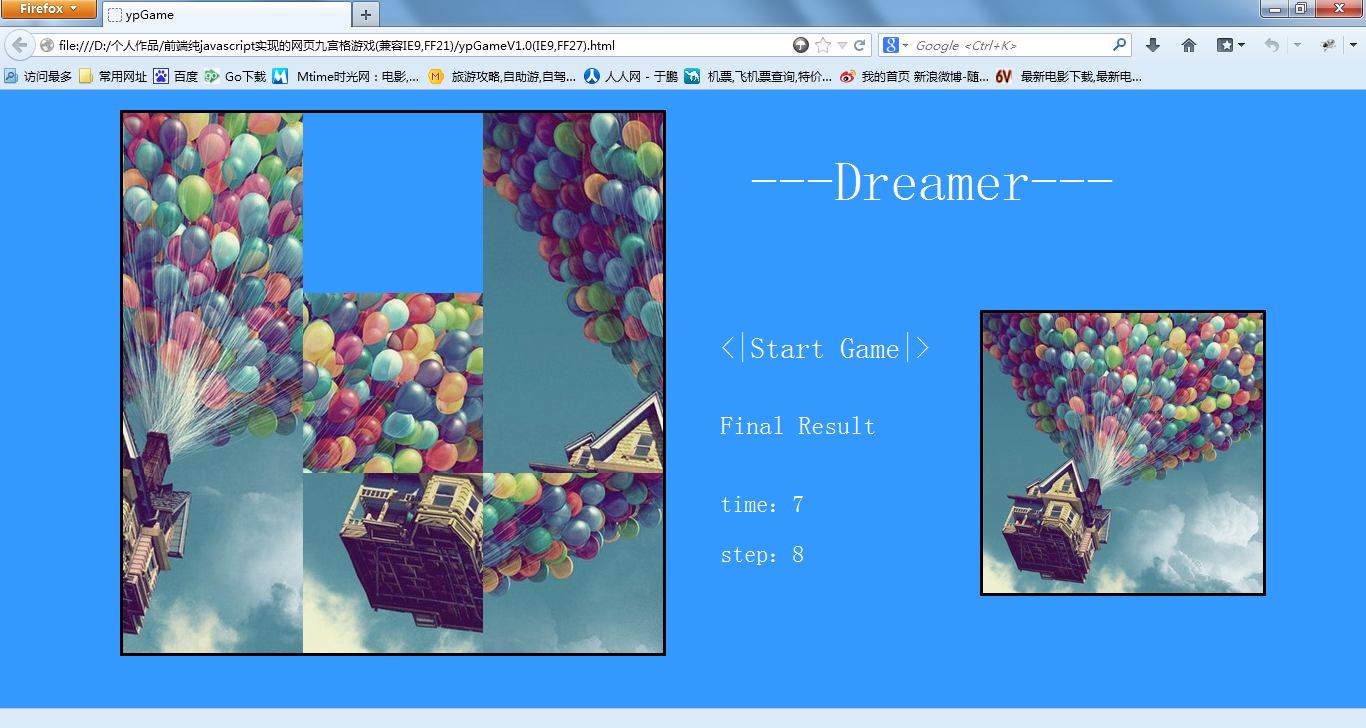 Firefox
ypGame
file:///D:/个人作品/前端纯javascript实现的网页九宫格游戏(兼容IE9,FF21)/ypGameV1.0(IE9,FF27).html
Google <Ctrl+K>
访问最多 常用网址 百度 Go下载 Mtime时光网：电影,... 旅游攻略,自助游,自驾... 人人网 - 于鹏 机票,飞机票查询,特价... 我的首页 新浪微博-随... 6V 最新电影下载,最新电...
---Dreamer---
<|Start Game|>
Final Result
time：7
step：8